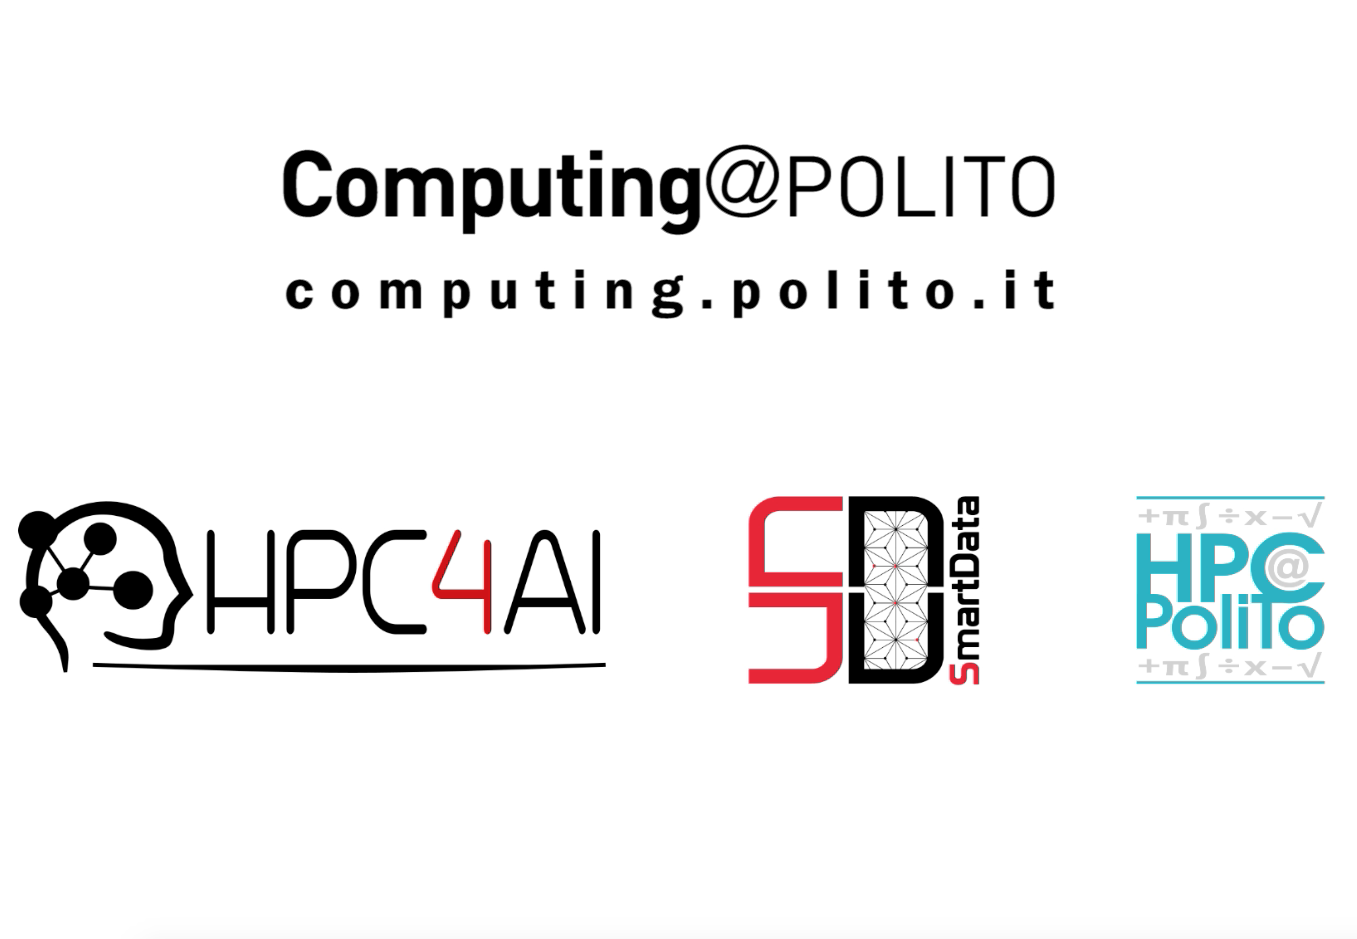 Computing@POLITO
computing.polito.it
HPC4AI
SD
SmartData
+π∫÷x−√
HPC@
PoliTo
+π∫÷x−√